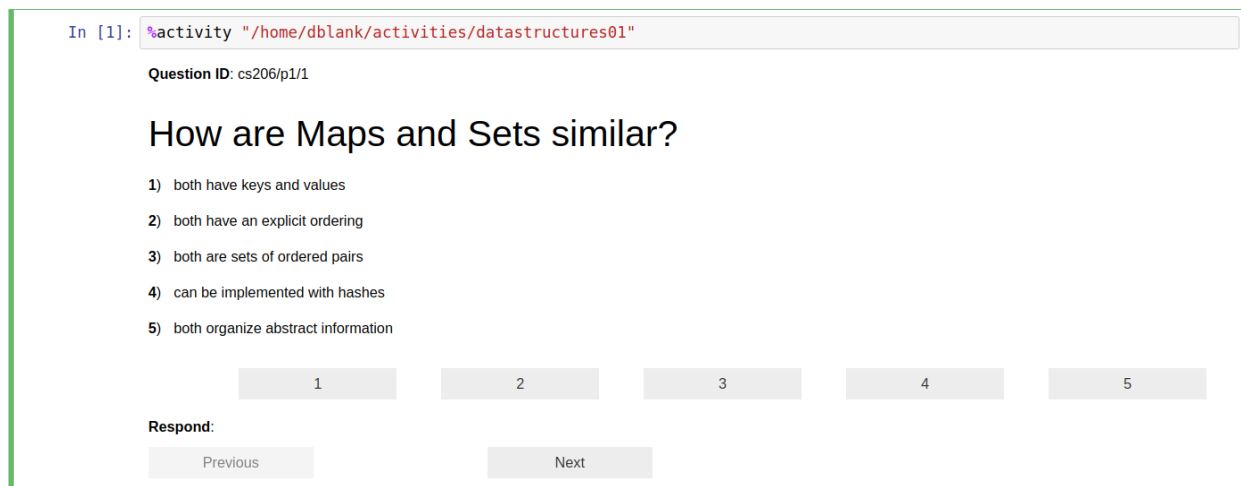 In [1]: %activity "/home/dblank/activities/datastructures01"
Question ID: cs206/p1/1
How are Maps and Sets similar?
1) both have keys and values
2) both have an explicit ordering
3) both are sets of ordered pairs
4) can be implemented with hashes
5) both organize abstract information
1 2 3 4 5
Respond:
Previous Next